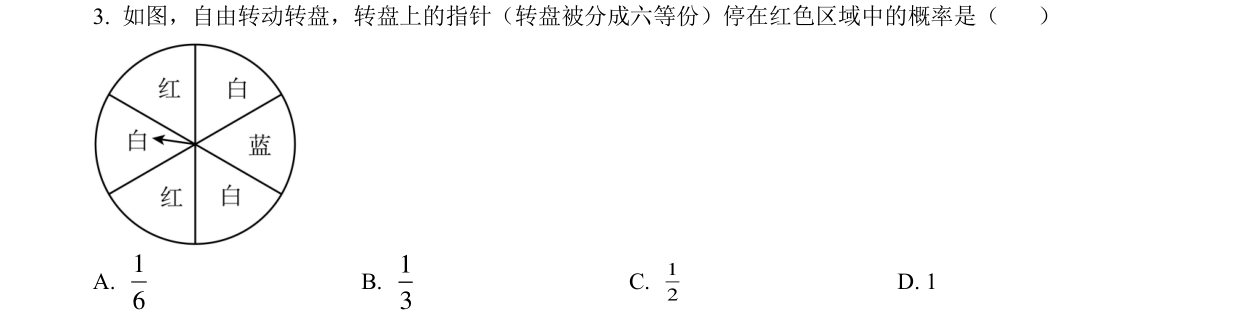 3. 如图，自由转动转盘，转盘上的指针（转盘被分成六等份）停在红色区域中的概率是（　　）
红 白
白 蓝
红 白
A. 1/6 B. 1/3 C. 1/2 D. 1